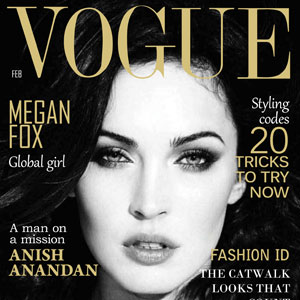 VOGUE
FEB
MEGAN
FOX
Global girl
Styling
codes
20
TRICKS
TO TRY
NOW
A man on
a mission
ANISH
ANANDAN
FASHION ID
THE CATWALK
LOOKS THAT
COUNT